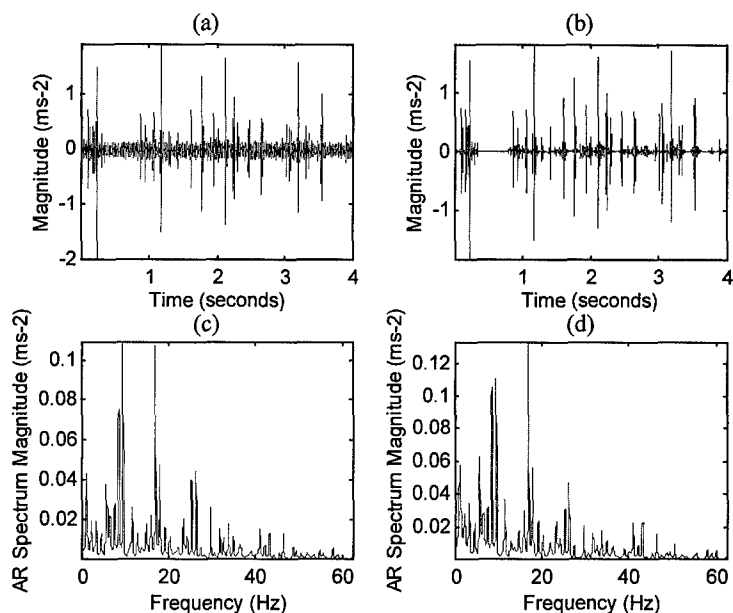 (a)
(b)
Magnitude (ms-2)
1
0
-1
-2
1
2
3
4
Time (seconds)
Magnitude (ms-2)
1
0
-1
0
1
2
3
4
Time (seconds)
(c)
(d)
AR Spectrum Magnitude (ms-2)
0.1
0.08
0.06
0.04
0.02
0
20
40
60
Frequency (Hz)
AR Spectrum Magnitude (ms-2)
0.12
0.1
0.08
0.06
0.04
0.02
0
20
40
60
Frequency (Hz)